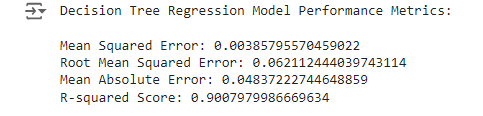 Decision Tree Regression Model Performance Metrics:
Mean Squared Error: 0.00385795570459022
Root Mean Squared Error: 0.062112444039743114
Mean Absolute Error: 0.04837222744648859
R-squared Score: 0.9007979986669634